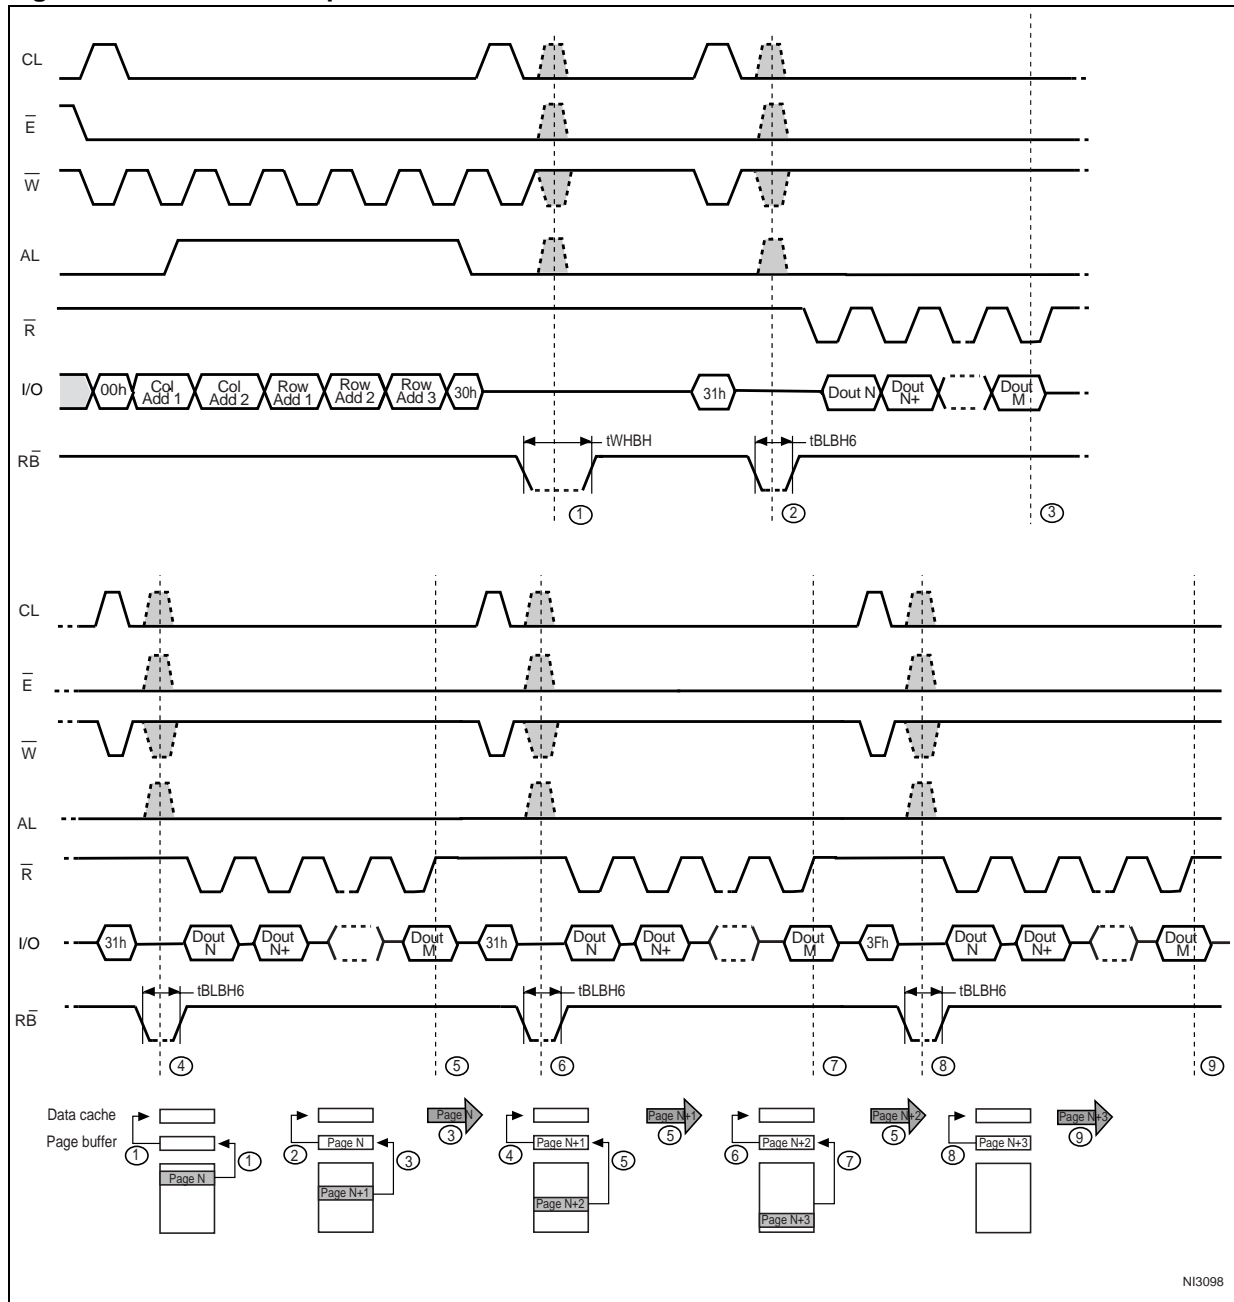 CL
E
W
AL
R
I/O
00h
Col
Add 1
Col
Add 2
Row
Add 1
Row
Add 2
Row
Add 3
30h
31h
Dout N
Dout
N+
Dout
M
tWHBH
tBLBH6
RB
1
2
3
CL
E
W
AL
R
I/O
31h
Dout
N
Dout
N+
Dout
M
31h
Dout
N
Dout
N+
Dout
M
3Fh
Dout
N
Dout
N+
Dout
M
tBLBH6
tBLBH6
tBLBH6
RB
4
5
6
7
8
9
Data cache
Page buffer
1
1
Page N
2
Page N
3
Page N+1
Page N
3
4
Page N+1
5
Page N+2
Page N+1
5
6
Page N+2
7
Page N+3
Page N+2
5
8
Page N+3
Page N+3
9
NI3098